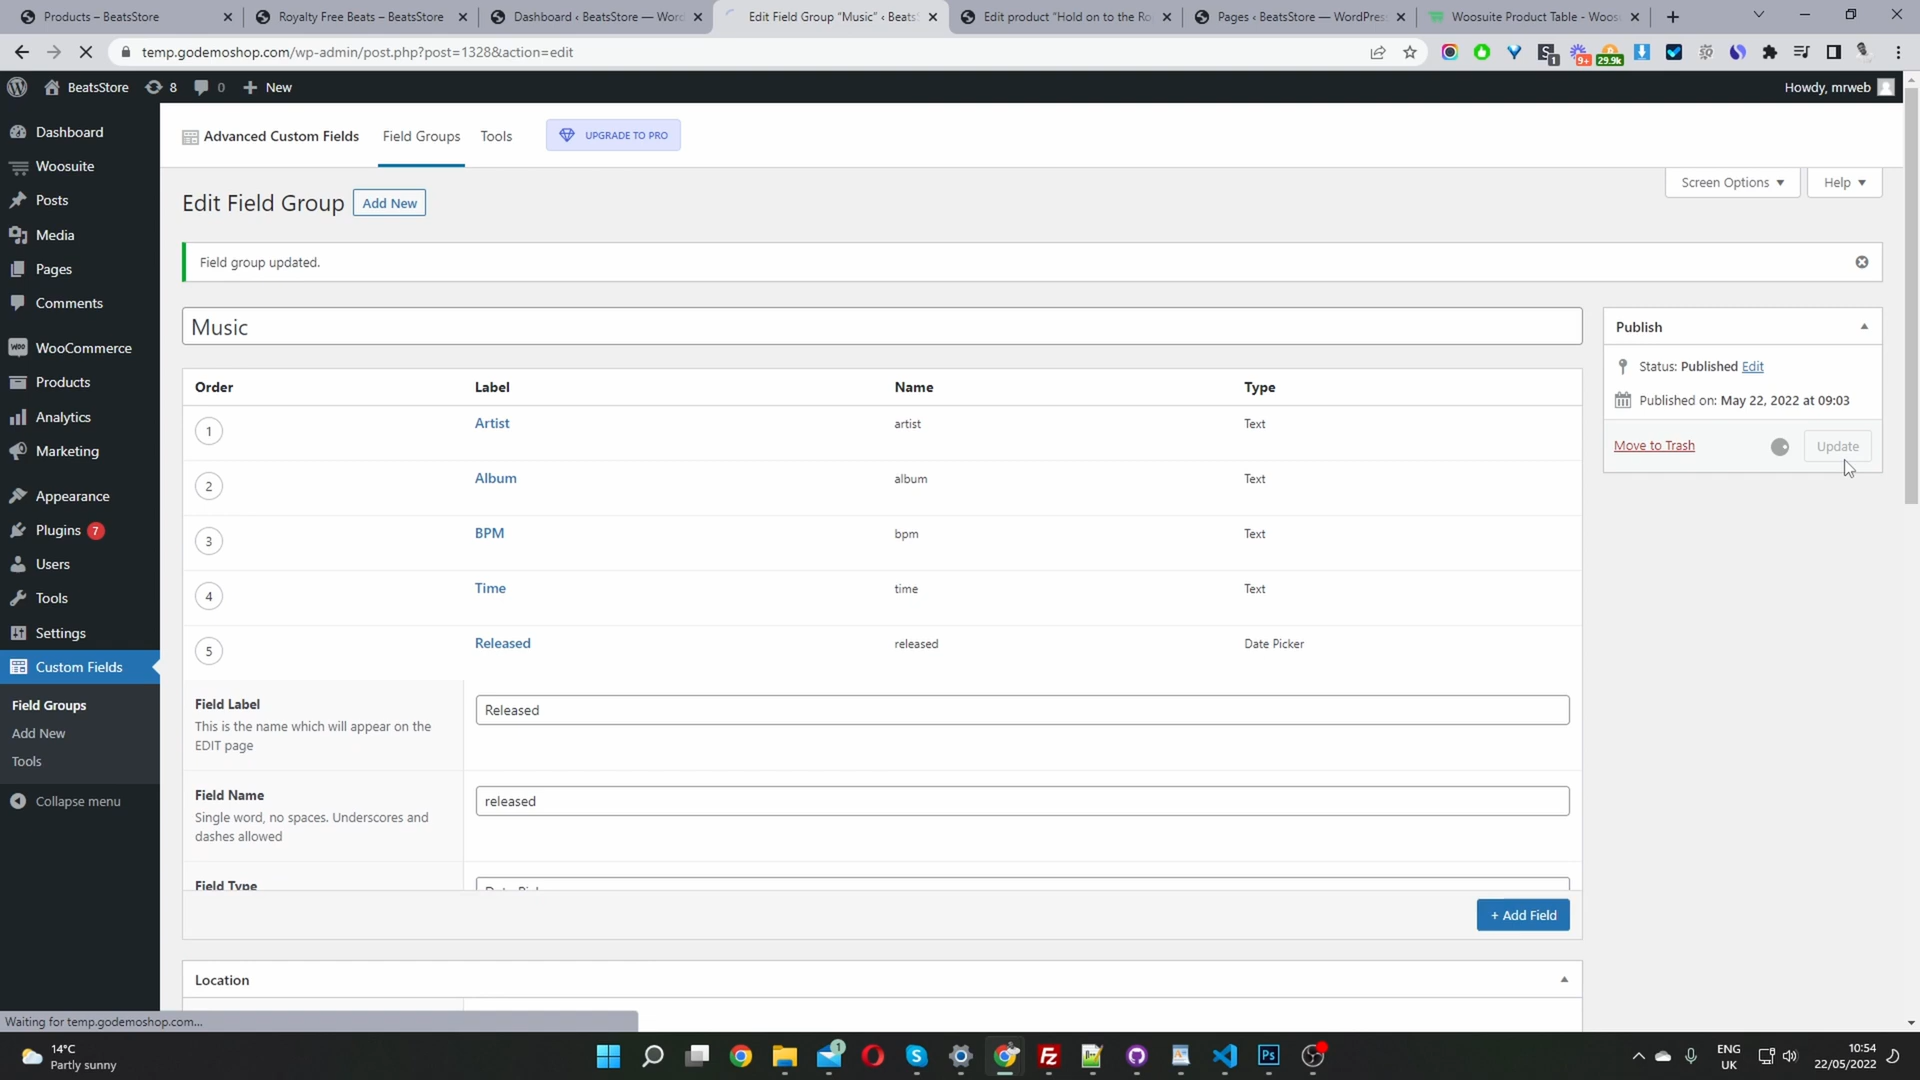 Products – BeatsStore
Royalty Free Beats – BeatsStore
Dashboard ‹ BeatsStore — Word
Edit Field Group “Music” ‹ Beats
Edit product “Hold on to the Ro
Pages ‹ BeatsStore — WordPres
Woosuite Product Table - Woos
temp.godemoshop.com/wp-admin/post.php?post=1328&action=edit
1
9+
29.9k
BeatsStore
8
0
New
Howdy, mrweb
Dashboard
Woosuite
Posts
Media
Pages
Comments
WooCommerce
Products
Analytics
Marketing
Appearance
Plugins 7
Users
Tools
Settings
Custom Fields
Field Groups
Add New
Tools
Collapse menu
Advanced Custom Fields
Field Groups
Tools
UPGRADE TO PRO
Screen Options
Help
Edit Field Group
Add New
Field group updated.
Music
Order Label Name Type
1 Artist artist Text
2 Album album Text
3 BPM bpm Text
4 Time time Text
5 Released released Date Picker
Field Label
This is the name which will appear on the
EDIT page
Released
Field Name
Single word, no spaces. Underscores and
dashes allowed
released
Field Type
+ Add Field
Location
Publish
Status: Published Edit
Published on: May 22, 2022 at 09:03
Move to Trash
Update
Waiting for temp.godemoshop.com...
14°C
Partly sunny
1
Fz
Ps
ENG
UK
10:54
22/05/2022